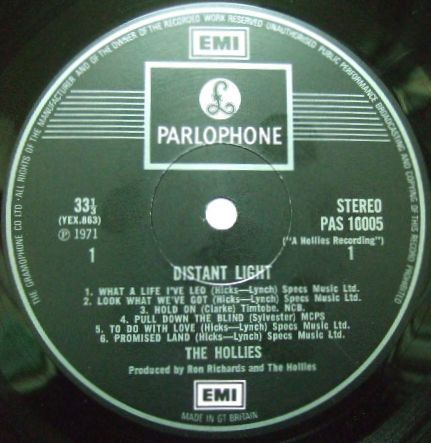 THE GRAMOPHONE CO LTD · ALL RIGHTS OF THE MANUFACTURER AND OF THE OWNER OF THE RECORDED WORK RESERVED UNAUTHORISED PUBLIC PERFORMANCE BROADCASTING AND COPYING OF THIS RECORD PROHIBITED
EMI
£
PARLOPHONE
33⅓
(YEX.863)
℗ 1971
1
STEREO
PAS 10005
("A Hollies Recording")
1
DISTANT LIGHT
1. WHAT A LIFE I'VE LED (Hicks—Lynch) Specs Music Ltd.
2. LOOK WHAT WE'VE GOT (Hicks—Lynch) Specs Music Ltd.
3. HOLD ON (Clarke) Timtobe. NCB.
4. PULL DOWN THE BLIND (Sylvester) MCPS
5. TO DO WITH LOVE (Hicks—Lynch) Specs Music Ltd.
6. PROMISED LAND (Hicks—Lynch) Specs Music Ltd.
THE HOLLIES
Produced by Ron Richards and The Hollies
EMI
MADE IN GT BRITAIN